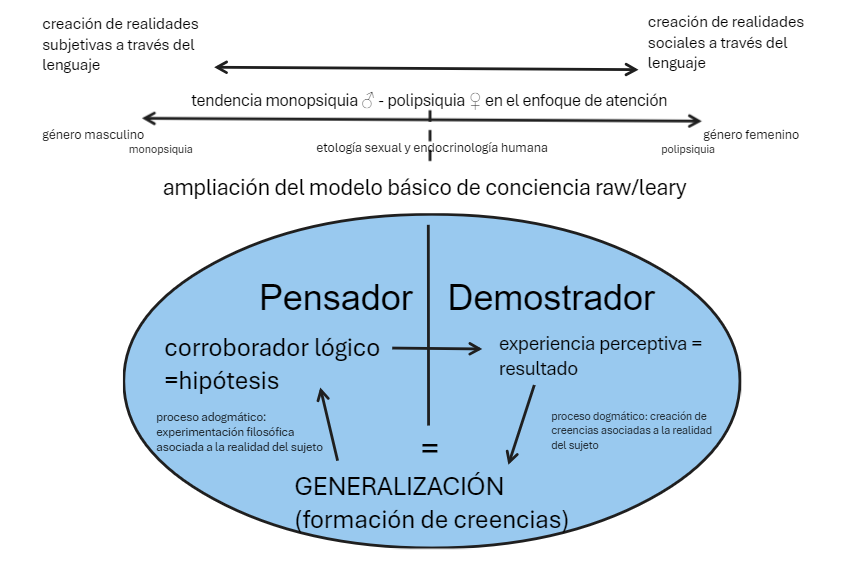 creación de realidades
subjetivas a través del
lenguaje
creación de realidades
sociales a través del
lenguaje
tendencia monopsiquia ♂ - polipsiquia ♀ en el enfoque de atención
género masculino
monopsiquia
etología sexual y endocrinología humana
género femenino
polipsiquia
ampliación del modelo básico de conciencia raw/leary
Pensador
Demostrador
corroborador lógico
=hipótesis
experiencia perceptiva =
resultado
proceso adogmático:
experimentación filosófica
asociada a la realidad del sujeto
proceso dogmático: creación de
creencias asociadas a la realidad
del sujeto
=
GENERALIZACIÓN
(formación de creencias)